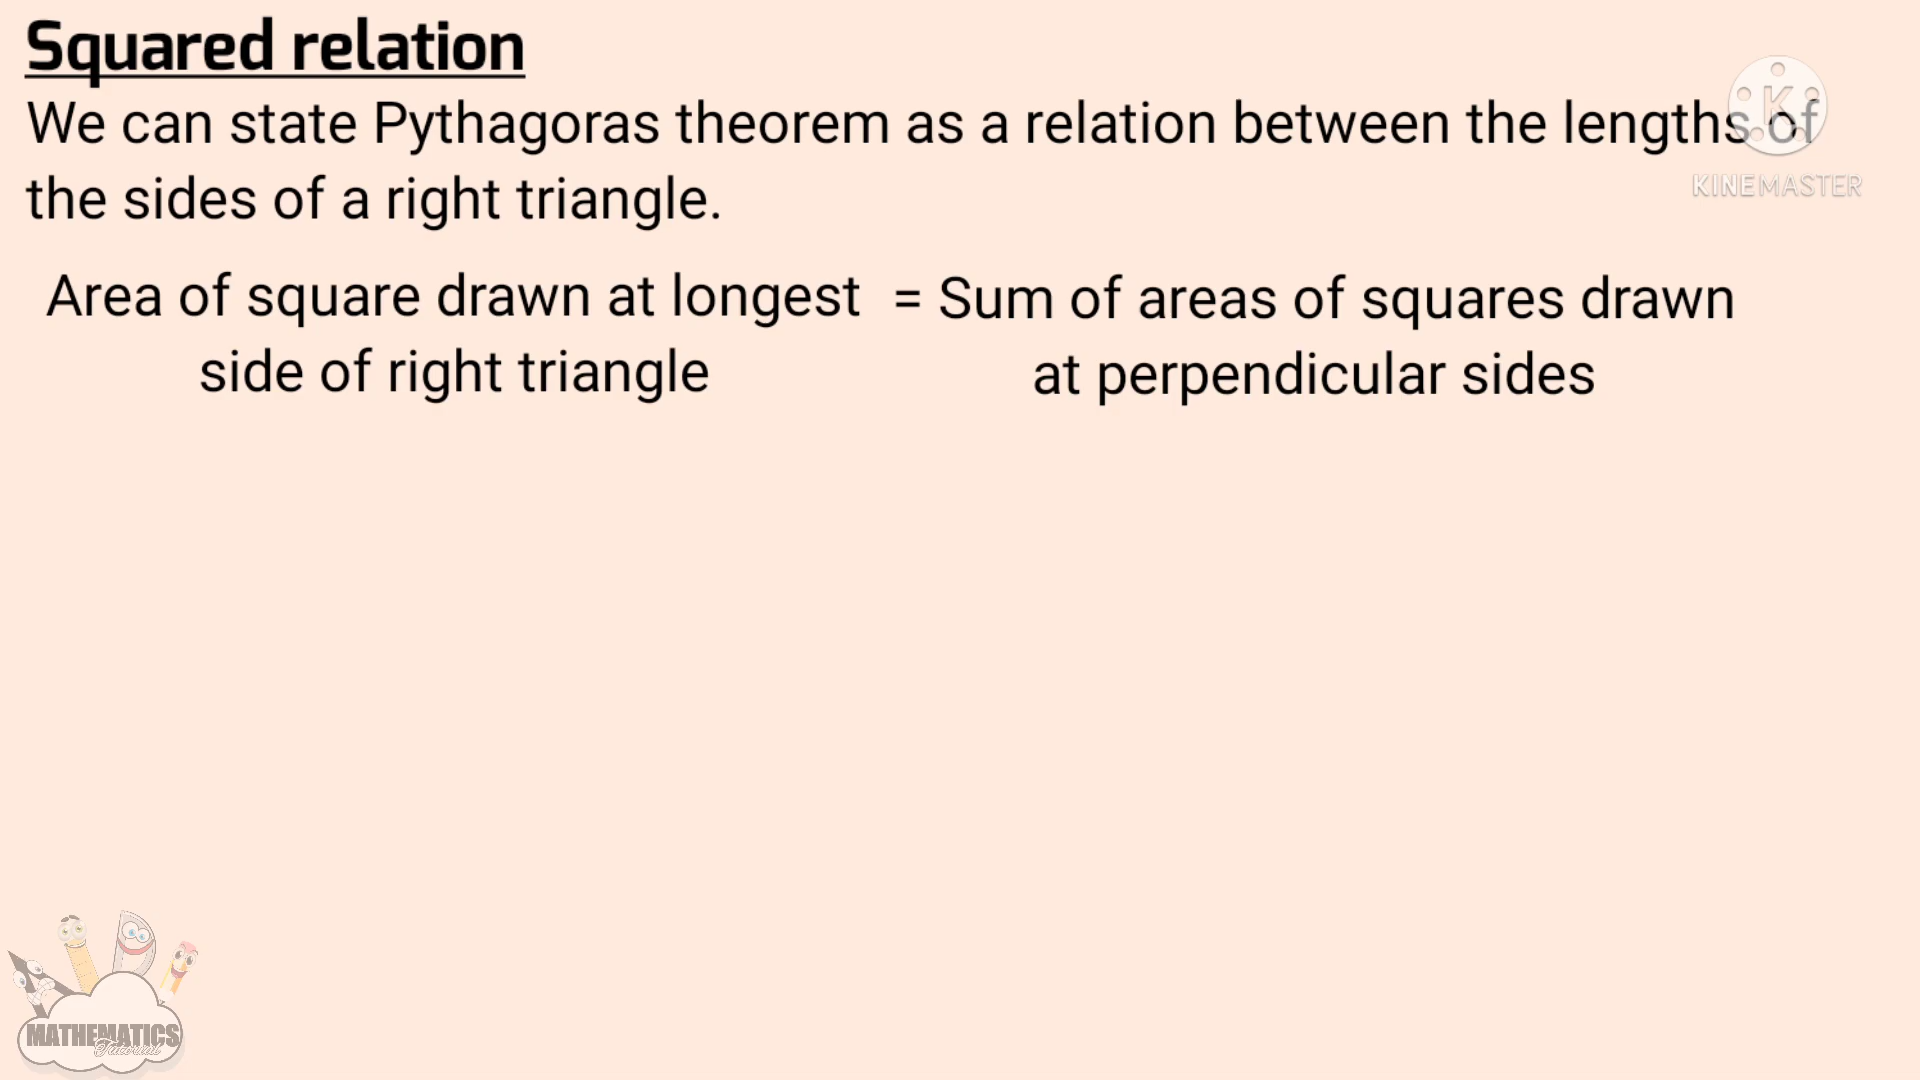 Squared relation
We can state Pythagoras theorem as a relation between the lengths of
the sides of a right triangle.
KINEMASTER
Area of square drawn at longest = Sum of areas of squares drawn
side of right triangle at perpendicular sides
MATHEMATICS
Tutorial